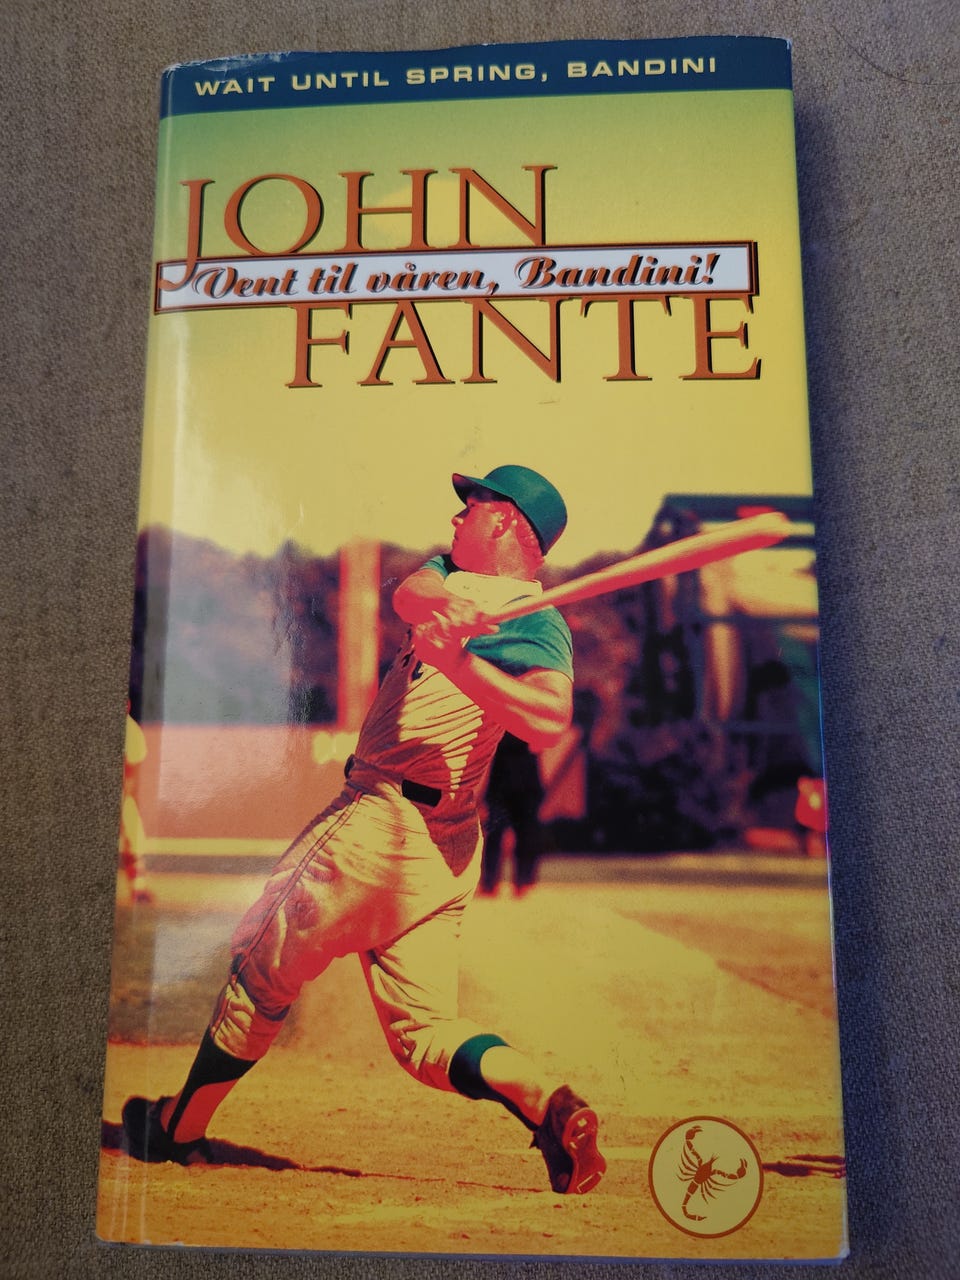 WAIT UNTIL SPRING, BANDINI
JOHN
Vent til våren, Bandini!
FANTE